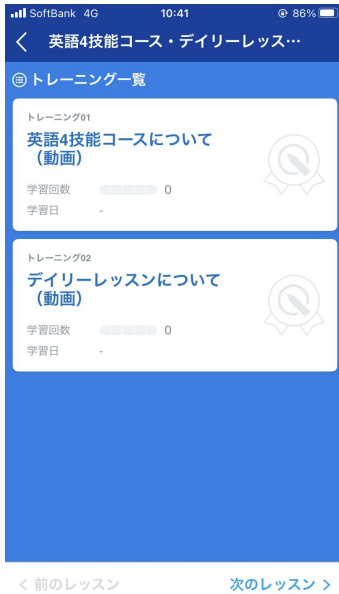 SoftBank 4G 10:41 86%
英語4技能コース・デイリーレッス…
トレーニング一覧
トレーニング01
英語4技能コースについて
（動画）
学習回数 0
学習日 -
トレーニング02
デイリーレッスンについて
（動画）
学習回数 0
学習日 -
前のレッスン 次のレッスン